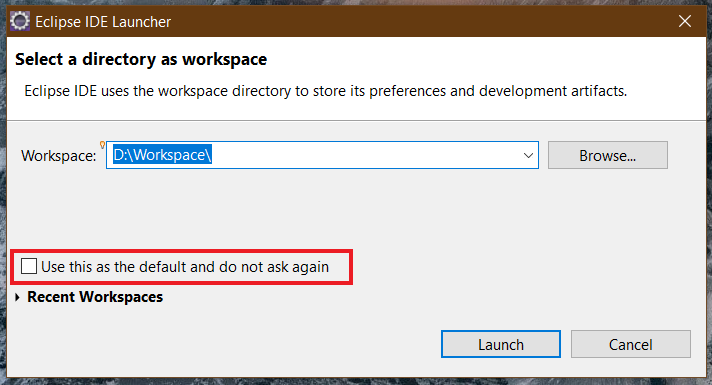 Eclipse IDE Launcher
Select a directory as workspace
Eclipse IDE uses the workspace directory to store its preferences and development artifacts.
Workspace: D:\Workspace\ Browse...
Use this as the default and do not ask again
Recent Workspaces
Launch Cancel